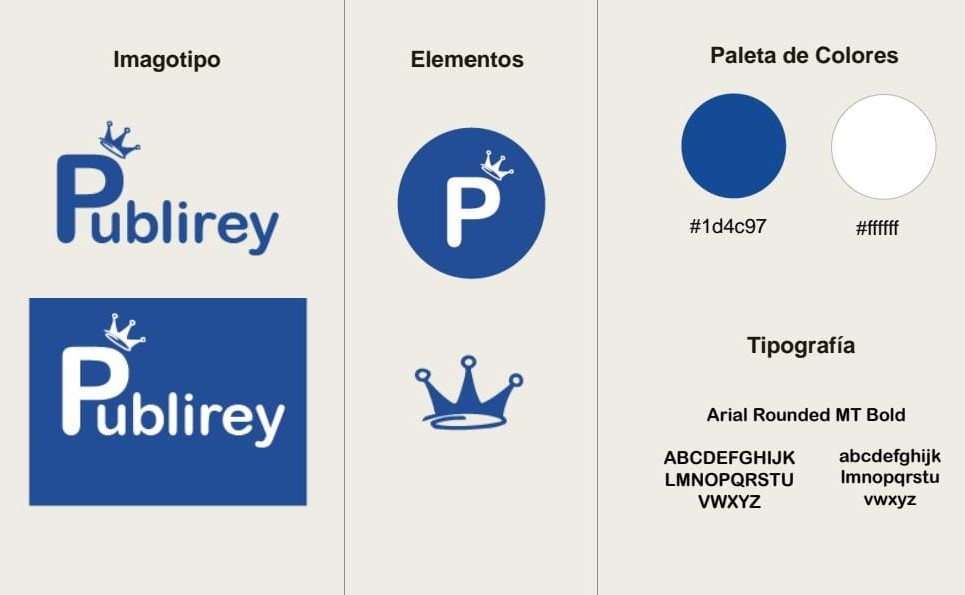 Imagotipo
Publirey
Publirey
Elementos
P
Paleta de Colores
#1d4c97
#ffffff
Tipografía
Arial Rounded MT Bold
ABCDEFGHIJK
LMNOPQRSTU
VWXYZ
abcdefghijk
lmnopqrstu
vwxyz